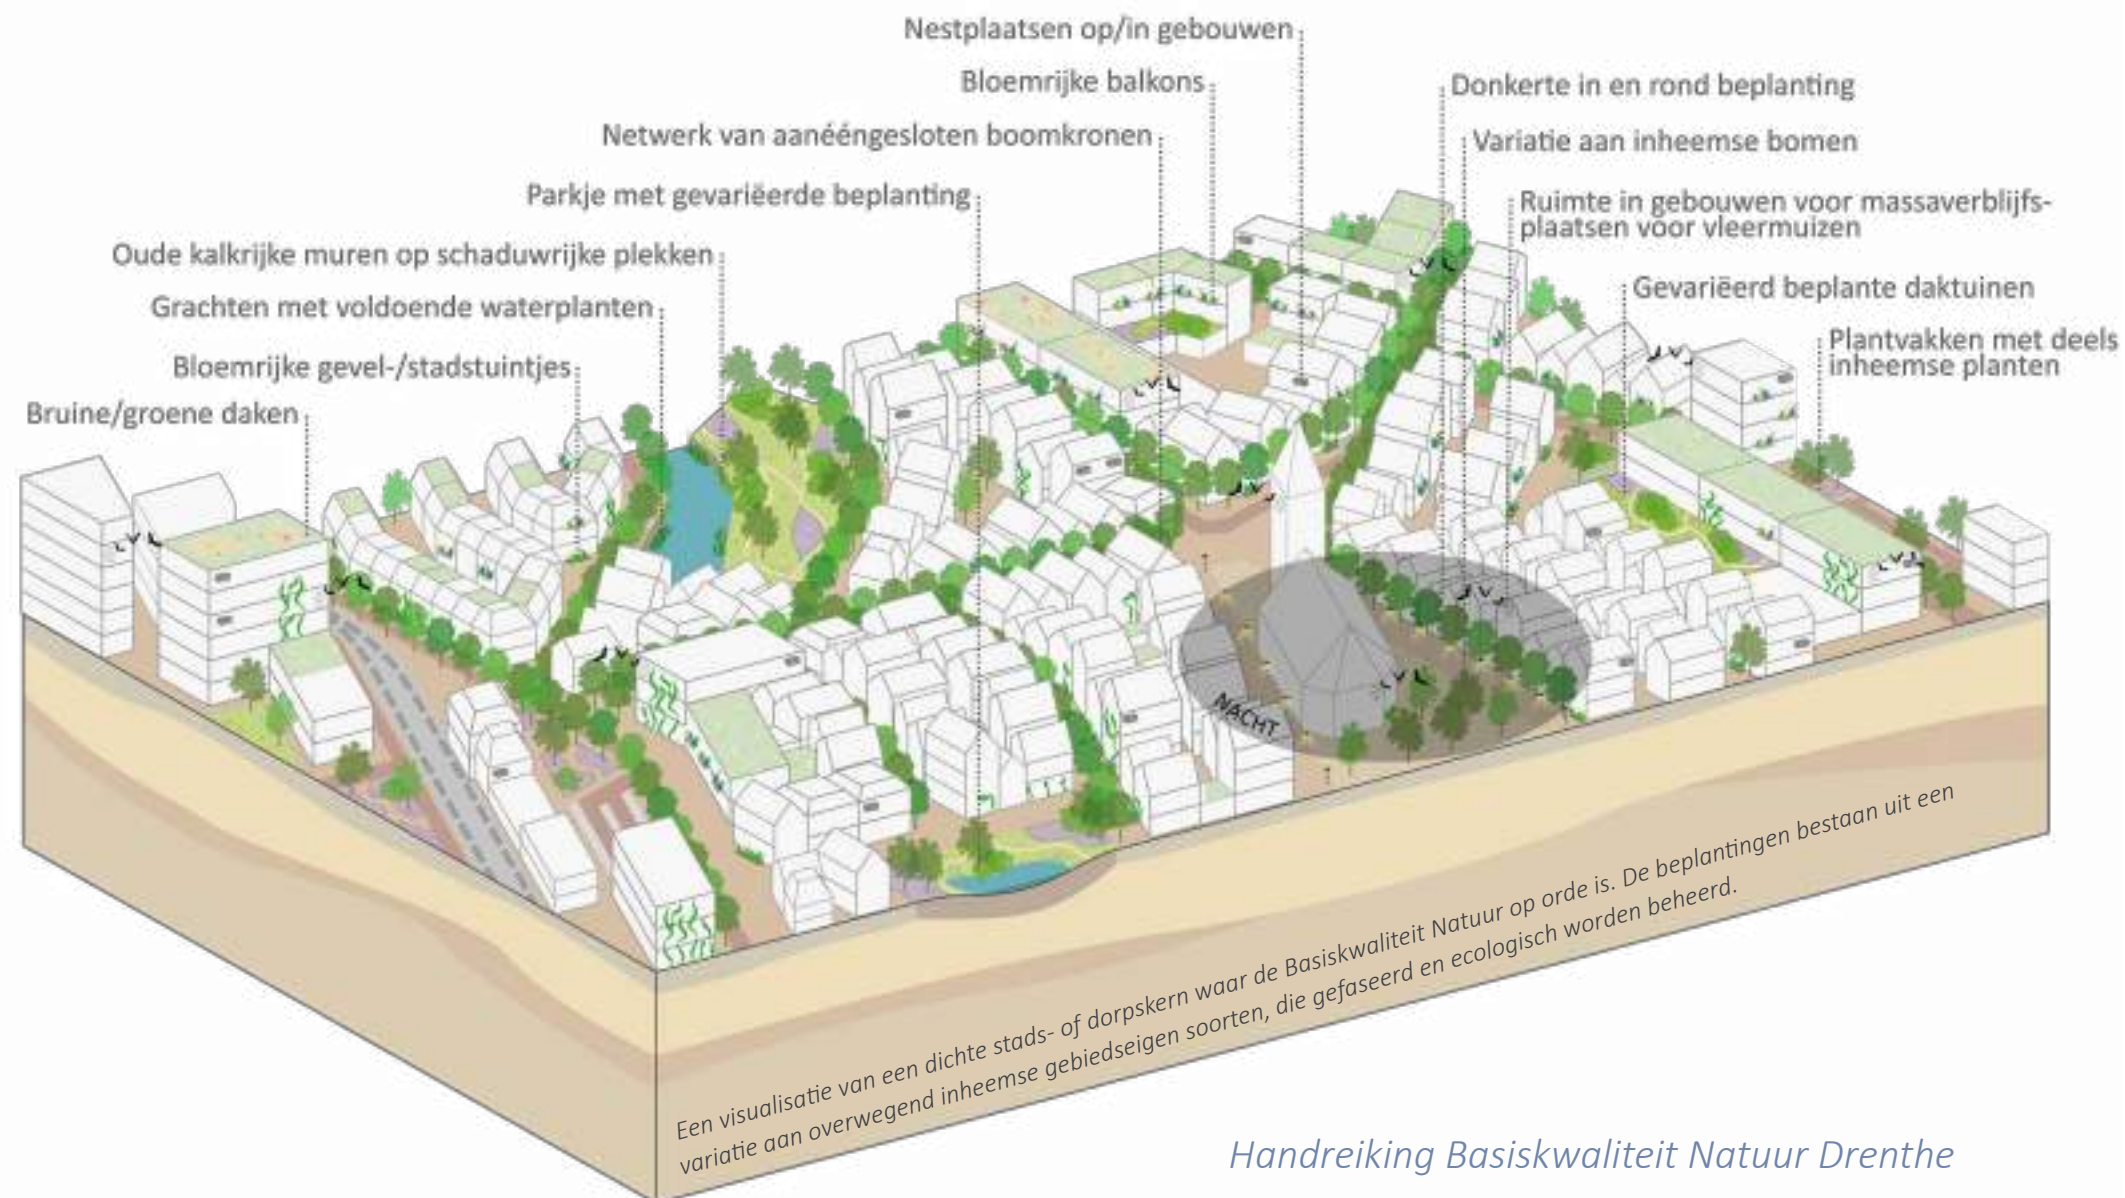 Nestplaatsen op/in gebouwen
Bloemrijke balkons
Netwerk van aanééngesloten boomkronen
Parkje met gevariëerde beplanting
Oude kalkrijke muren op schaduwrijke plekken
Grachten met voldoende waterplanten
Bloemrijke gevel-/stadstuintjes
Bruine/groene daken
Donkerte in en rond beplanting
Variatie aan inheemse bomen
Ruimte in gebouwen voor massaverblijfs-
plaatsen voor vleermuizen
Gevariëerd beplante daktuinen
Plantvakken met deels
inheemse planten
NACHT
Een visualisatie van een dichte stads- of dorpskern waar de Basiskwaliteit Natuur op orde is. De beplantingen bestaan uit een
variatie aan overwegend inheemse gebiedseigen soorten, die gefaseerd en ecologisch worden beheerd.
Handreiking Basiskwaliteit Natuur Drenthe